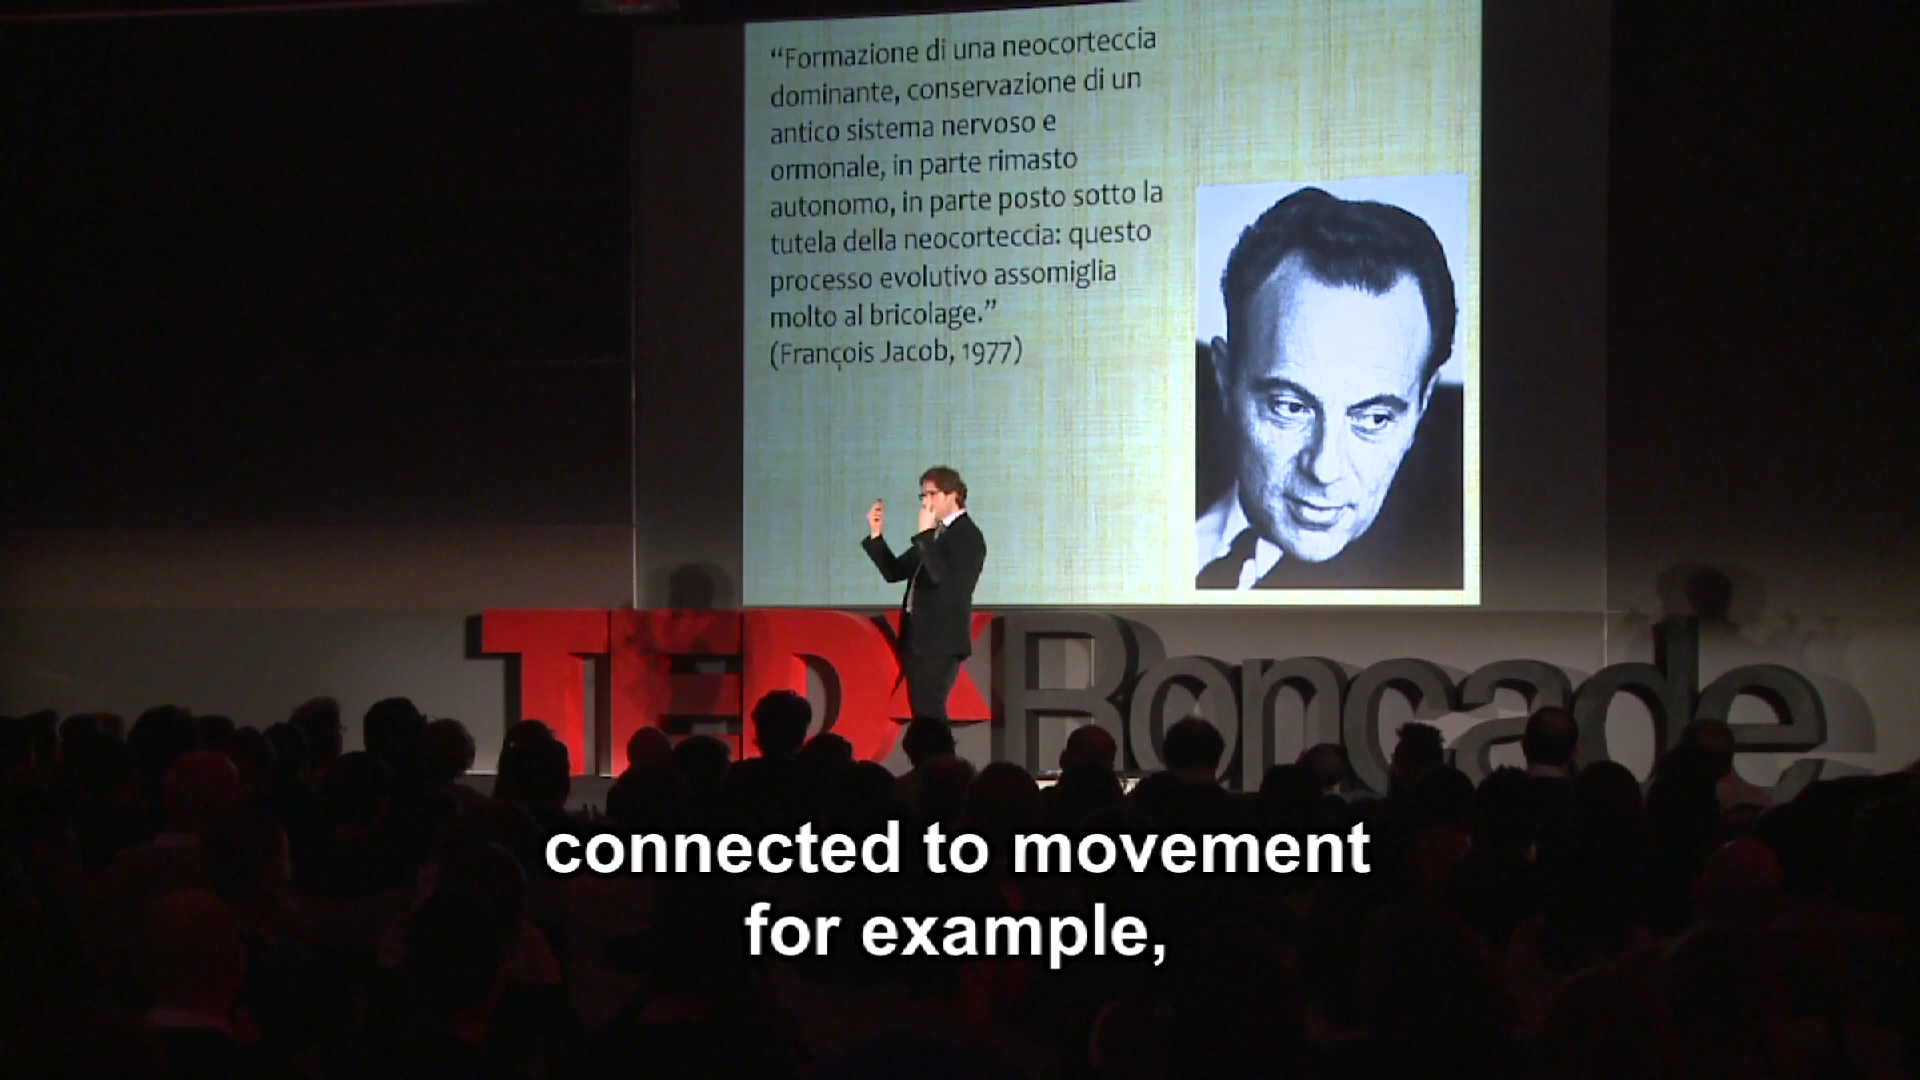 “Formazione di una neocorteccia
dominante, conservazione di un
antico sistema nervoso e
ormonale, in parte rimasto
autonomo, in parte posto sotto la
tutela della neocorteccia: questo
processo evolutivo assomiglia
molto al bricolage.”
(François Jacob, 1977)
TEDxRoncade
connected to movement
for example,